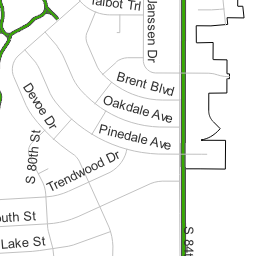 Talbot Trl
Janssen Dr
Brent Blvd
Oakdale Ave
Pinedale Ave
Devoe Dr
S 80th St
Trendwood Dr
outh St
Lake St
S 84th